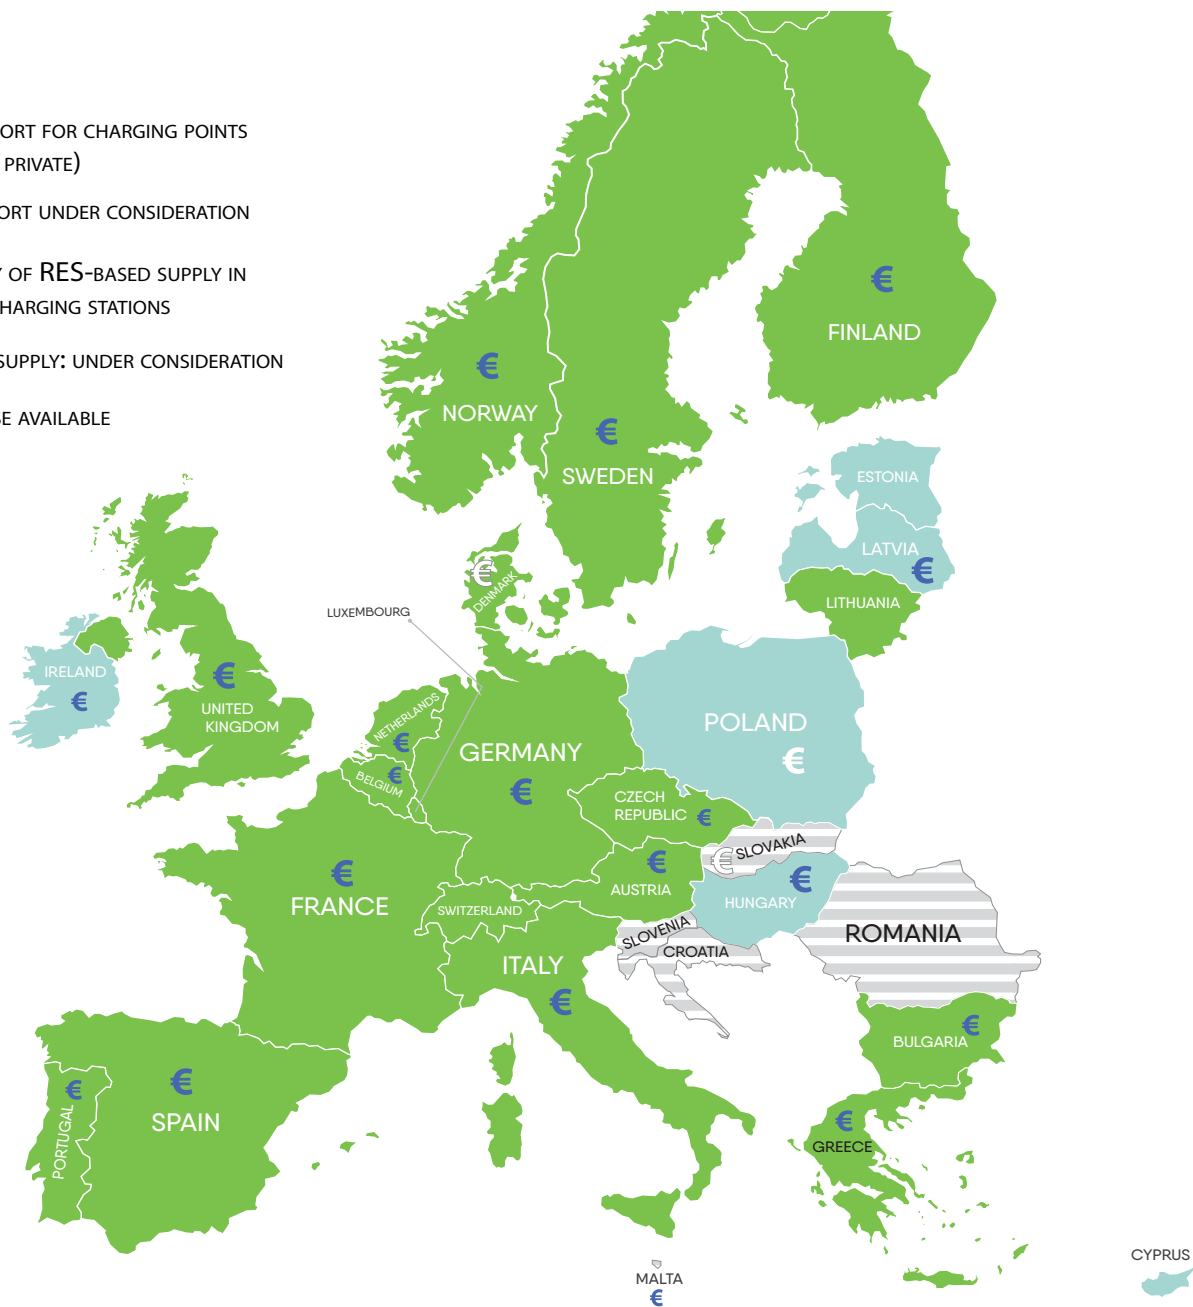 ORT FOR CHARGING POINTS
PRIVATE)
ORT UNDER CONSIDERATION
Y OF RES-BASED SUPPLY IN
HARGING STATIONS
SUPPLY: UNDER CONSIDERATION
SE AVAILABLE
€
FINLAND
€
NORWAY
€
SWEDEN
ESTONIA
LATVIA
€
€
DENMARK
LITHUANIA
LUXEMBOURG
IRELAND
€
€
UNITED
KINGDOM
NETHERLANDS
€
BELGIUM
€
GERMANY
€
POLAND
€
CZECH
REPUBLIC €
€ SLOVAKIA
€
AUSTRIA
€
HUNGARY
€
FRANCE
SWITZERLAND
SLOVENIA
CROATIA
ROMANIA
ITALY
€
BULGARIA €
€
PORTUGAL
€
SPAIN
€
GREECE
MALTA
€
CYPRUS